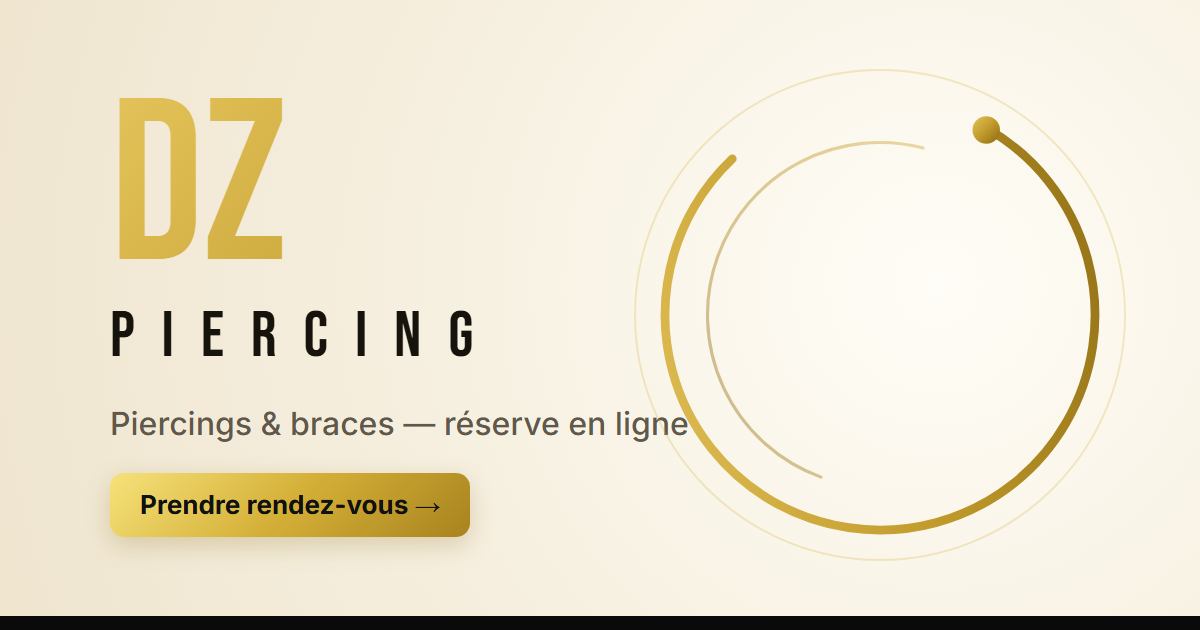 DZ
PIERCING
Piercings & braces — réserve en ligne
Prendre rendez-vous →